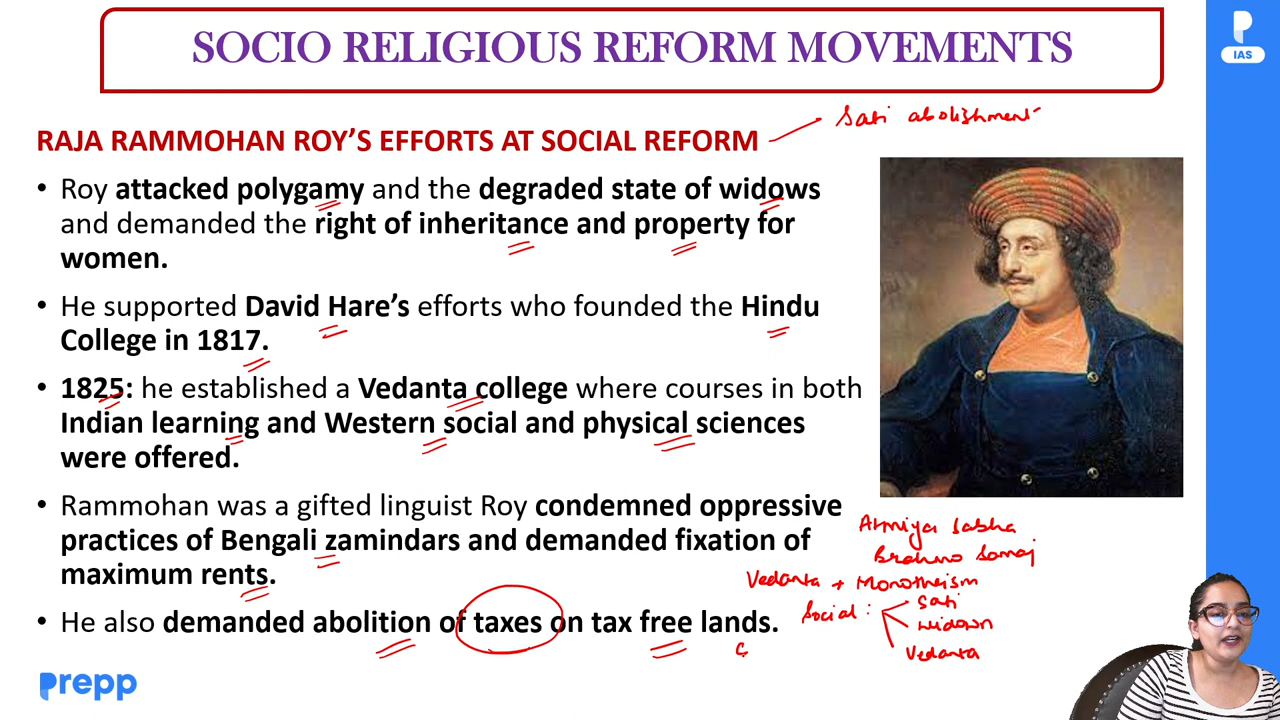 SOCIO RELIGIOUS REFORM MOVEMENTS
IAS
RAJA RAMMOHAN ROY'S EFFORTS AT SOCIAL REFORM
Sati abolishment
• Roy attacked polygamy and the degraded state of widows
and demanded the right of inheritance and property for
women.
• He supported David Hare's efforts who founded the Hindu
College in 1817.
• 1825: he established a Vedanta college where courses in both
Indian learning and Western social and physical sciences
were offered.
• Rammohan was a gifted linguist Roy condemned oppressive
practices of Bengali zamindars and demanded fixation of
maximum rents.
• He also demanded abolition of taxes on tax free lands.
Atmiya Sabha
Brahmo Samaj
Vedanta + Monotheism
Social: Sati
widown
Vedanta
prepp